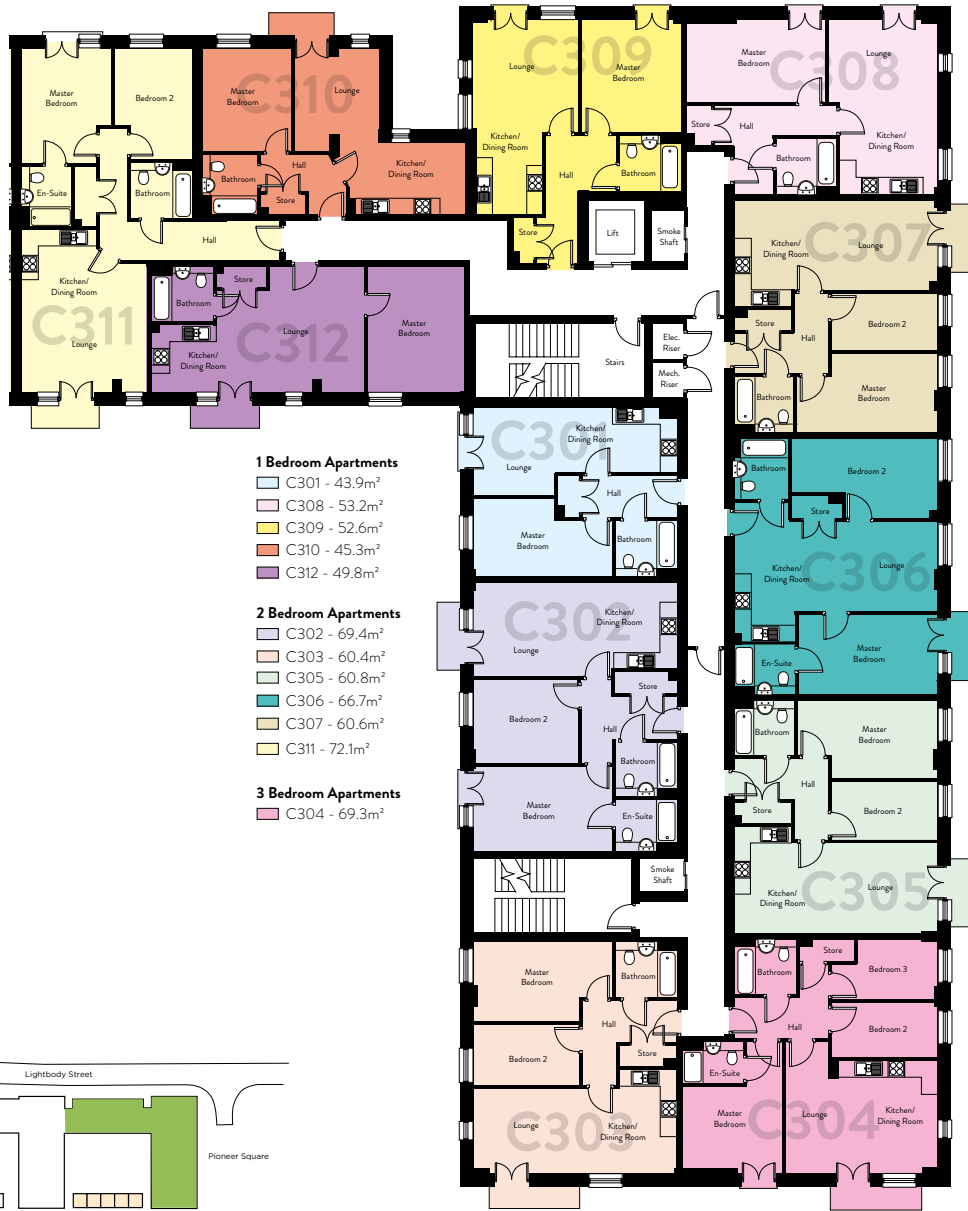 C311
Master
Bedroom
Bedroom 2
En-Suite
Bathroom
Hall
Kitchen/
Dining Room
Lounge
C310
Master
Bedroom
Lounge
Bathroom
Hall
Store
Kitchen/
Dining Room
C312
Bathroom
Store
Lounge
Kitchen/
Dining Room
Master
Bedroom
C309
Lounge
Master
Bedroom
Kitchen/
Dining Room
Hall
Bathroom
Store
Lift
Smoke
Shaft
C308
Master
Bedroom
Lounge
Store
Hall
Bathroom
Kitchen/
Dining Room
C307
Kitchen/
Dining Room
Lounge
Store
Hall
Bedroom 2
Bathroom
Master
Bedroom
Stairs
Elec.
Riser
Mech.
Riser
C301
Kitchen/
Dining Room
Lounge
Hall
Master
Bedroom
Bathroom
C306
Bathroom
Bedroom 2
Store
Kitchen/
Dining Room
Lounge
En-Suite
Master
Bedroom
C302
Kitchen/
Dining Room
Lounge
Store
Bedroom 2
Hall
Bathroom
Master
Bedroom
En-Suite
C305
Bathroom
Master
Bedroom
Hall
Store
Bedroom 2
Kitchen/
Dining Room
Lounge
Smoke
Shaft
C303
Master
Bedroom
Bathroom
Hall
Bedroom 2
Store
Lounge
Kitchen/
Dining Room
C304
Bathroom
Store
Bedroom 3
Hall
Bedroom 2
En-Suite
Master
Bedroom
Lounge
Kitchen/
Dining Room
1 Bedroom Apartments
C301 - 43.9m²
C308 - 53.2m²
C309 - 52.6m²
C310 - 45.3m²
C312 - 49.8m²
2 Bedroom Apartments
C302 - 69.4m²
C303 - 60.4m²
C305 - 60.8m²
C306 - 66.7m²
C307 - 60.6m²
C311 - 72.1m²
3 Bedroom Apartments
C304 - 69.3m²
Lightbody Street
Pioneer Square